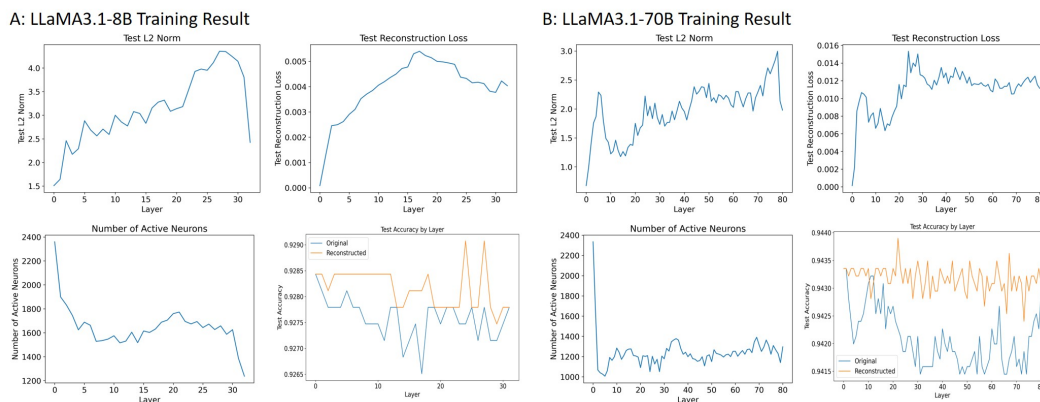 A: LLaMA3.1-8B Training Result
Test L2 Norm
Test L2 Norm
4.0
3.5
3.0
2.5
2.0
1.5
0 5 10 15 20 25 30
Layer
Test Reconstruction Loss
Test Reconstruction Loss
0.005
0.004
0.003
0.002
0.001
0.000
0 5 10 15 20 25 30
Layer
Number of Active Neurons
Number of Active Neurons
2400
2200
2000
1800
1600
1400
1200
0 5 10 15 20 25 30
Layer
Test Accuracy by Layer
Original
Reconstructed
Test Accuracy
0.9290
0.9285
0.9280
0.9275
0.9270
0.9265
0 10 20 30
Layer
B: LLaMA3.1-70B Training Result
Test L2 Norm
Test L2 Norm
3.0
2.5
2.0
1.5
1.0
0 10 20 30 40 50 60 70 80
Layer
Test Reconstruction Loss
Test Reconstruction Loss
0.016
0.014
0.012
0.010
0.008
0.006
0.004
0.002
0.000
0 10 20 30 40 50 60 70 80
Layer
Number of Active Neurons
Number of Active Neurons
2400
2200
2000
1800
1600
1400
1200
1000
0 10 20 30 40 50 60 70 80
Layer
Test Accuracy by Layer
Test Accuracy
0.9440
0.9435
0.9430
0.9425
0.9420
0.9415
Original
Reconstructed
0 10 20 30 40 50 60 70 80
Layer